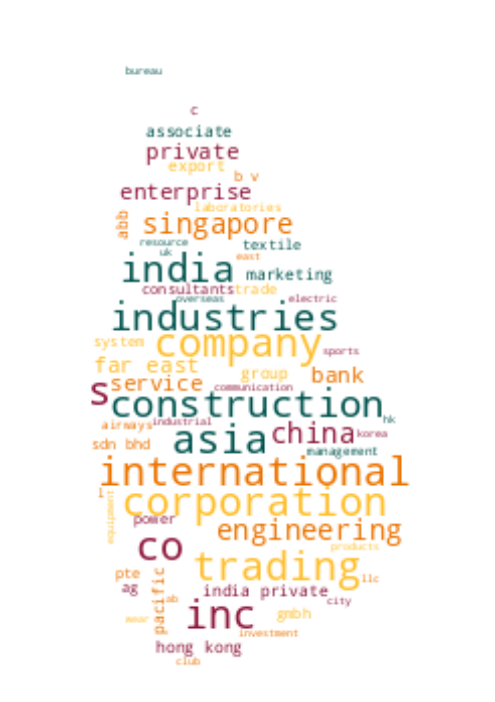 bureau
c
associate
private
export
b v
enterprise
laboratories
abb
singapore
resource
textile
uk
east
india
marketing
consultants
trade
overseas
electric
industries
system
company
sports
far east
group
bank
s
service
communication
construction
hk
airways
industrial
asia
china
korea
sdn bhd
management
international
corporation
equipment
power
engineering
co
products
trading
pte
llc
ag
pacific
ab
india private
city
inc
gmbh
wear
investment
hong kong
club